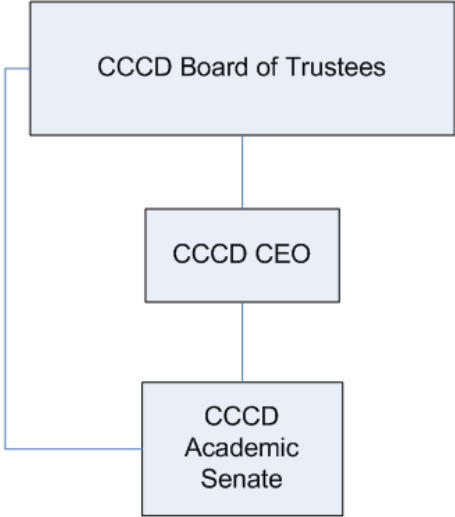 CCCD Board of Trustees
CCCD CEO
CCCD
Academic
Senate